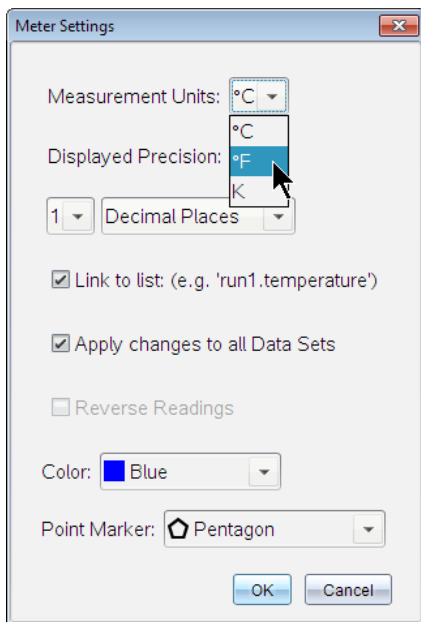 Meter Settings
Measurement Units: °C
°C
Displayed Precision: °F
K
1 Decimal Places
Link to list: (e.g. 'run1.temperature')
Apply changes to all Data Sets
Reverse Readings
Color: Blue
Point Marker: Pentagon
OK Cancel